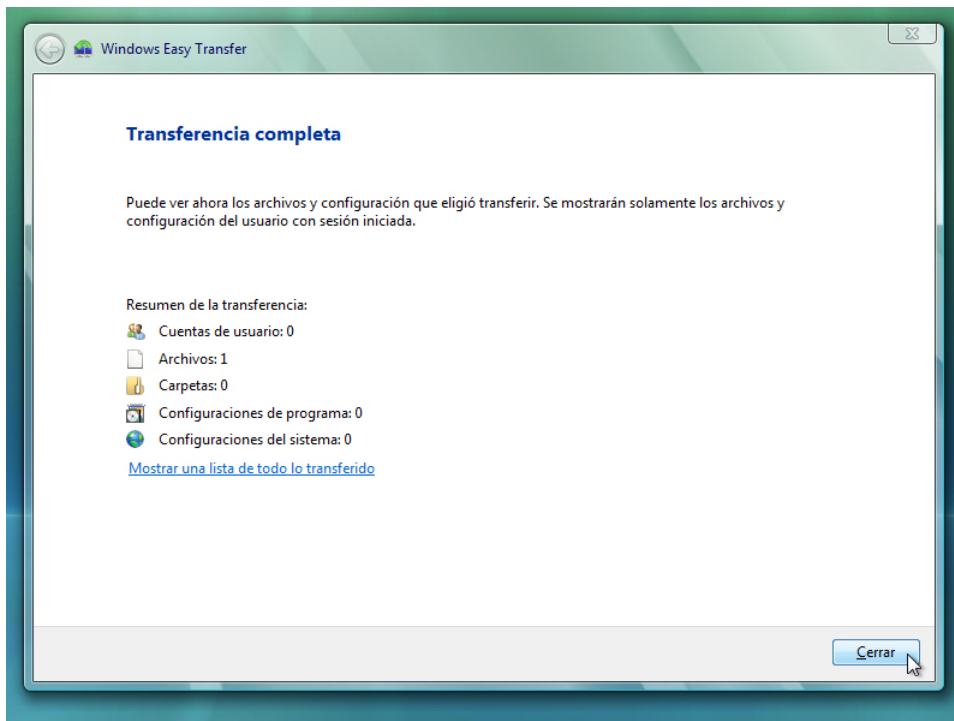 Windows Easy Transfer
Transferencia completa
Puede ver ahora los archivos y configuración que eligió transferir. Se mostrarán solamente los archivos y
configuración del usuario con sesión iniciada.
Resumen de la transferencia:
Cuentas de usuario: 0
Archivos: 1
Carpetas: 0
Configuraciones de programa: 0
Configuraciones del sistema: 0
Mostrar una lista de todo lo transferido
Cerrar